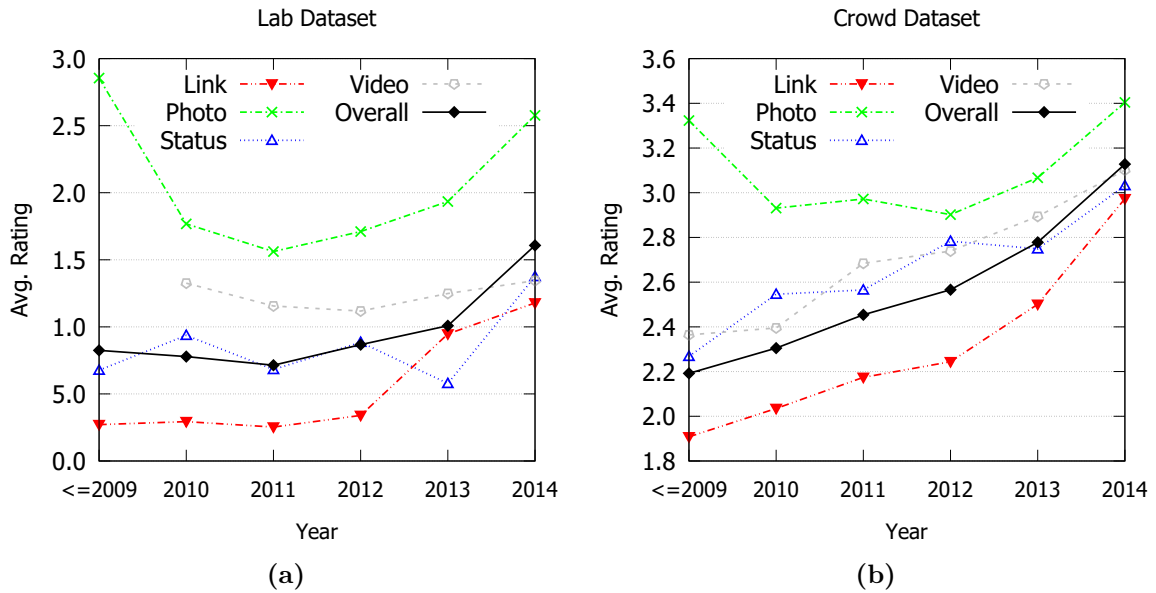 Lab Dataset
3.0
2.5
2.0
1.5
1.0
5.0
0.0
Avg. Rating
Link
Photo
Status
Video
Overall
<=2009 2010 2011 2012 2013 2014
Year
(a)
Crowd Dataset
3.6
3.4
3.2
3.0
2.8
2.6
2.4
2.2
2.0
1.8
Avg. Rating
Link
Photo
Status
Video
Overall
<=2009 2010 2011 2012 2013 2014
Year
(b)